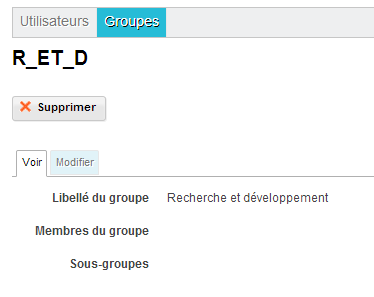 Utilisateurs Groupes
R_ET_D
Supprimer
Voir Modifier
Libellé du groupe Recherche et développement
Membres du groupe
Sous-groupes